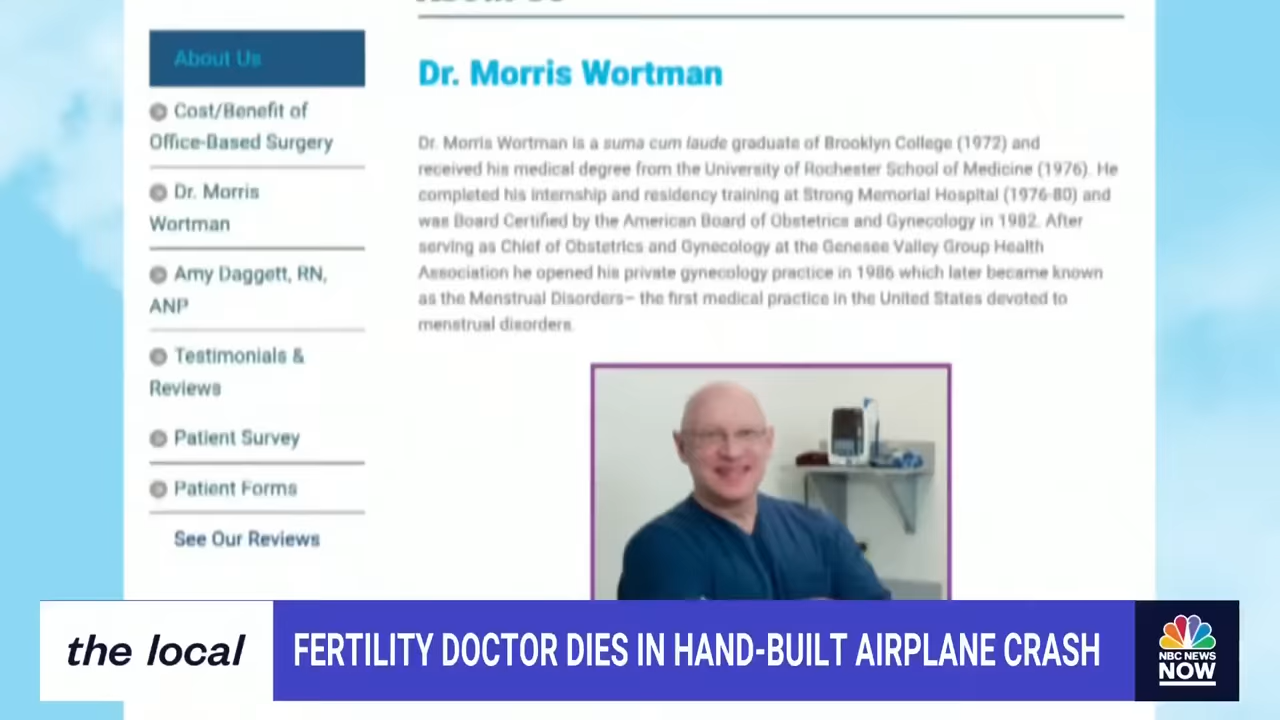 About Us
About Us
Cost/Benefit of
Office-Based Surgery
Dr. Morris
Wortman
Amy Daggett, RN,
ANP
Testimonials &
Reviews
Patient Survey
Patient Forms
See Our Reviews
Dr. Morris Wortman
Dr. Morris Wortman is a suma cum laude graduate of Brooklyn College (1972) and
received his medical degree from the University of Rochester School of Medicine (1976). He
completed his internship and residency training at Strong Memorial Hospital (1976-80) and
was Board Certified by the American Board of Obstetrics and Gynecology in 1982. After
serving as Chief of Obstetrics and Gynecology at the Genesee Valley Group Health
Association he opened his private gynecology practice in 1986 which later became known
as the Menstrual Disorders– the first medical practice in the United States devoted to
menstrual disorders.
the local
FERTILITY DOCTOR DIES IN HAND-BUILT AIRPLANE CRASH
NBC NEWS
NOW